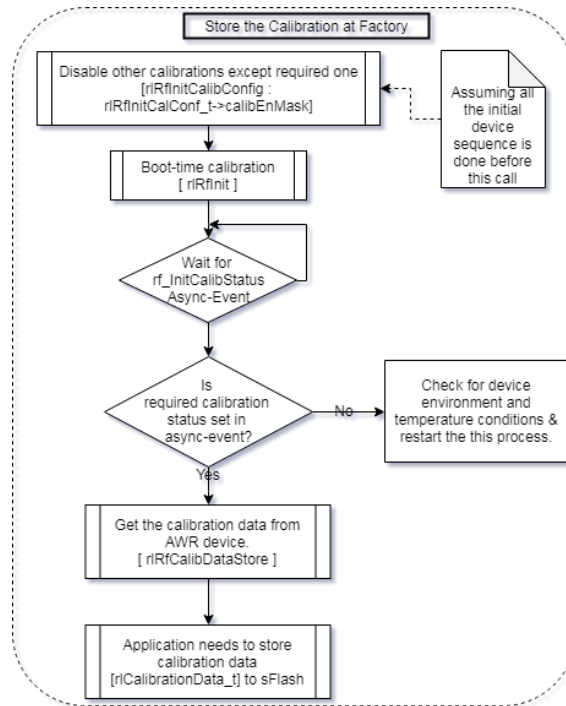 Store the Calibration at Factory
Disable other calibrations except required one
[rlRfInitCalibConfig :
rlRfInitCalConf_t->calibEnMask]
Assuming all
the initial
device
sequence is
done before
this call
Boot-time calibration
[ rlRfInit ]
Wait for
rf_InitCalibStatus
Async-Event
Is
required calibration
status set in
async-event?
No
Check for device
environment and
temperature conditions &
restart the this process.
Yes
Get the calibration data from
AWR device.
[ rlRfCalibDataStore ]
Application needs to store
calibration data
[rlCalibrationData_t] to sFlash